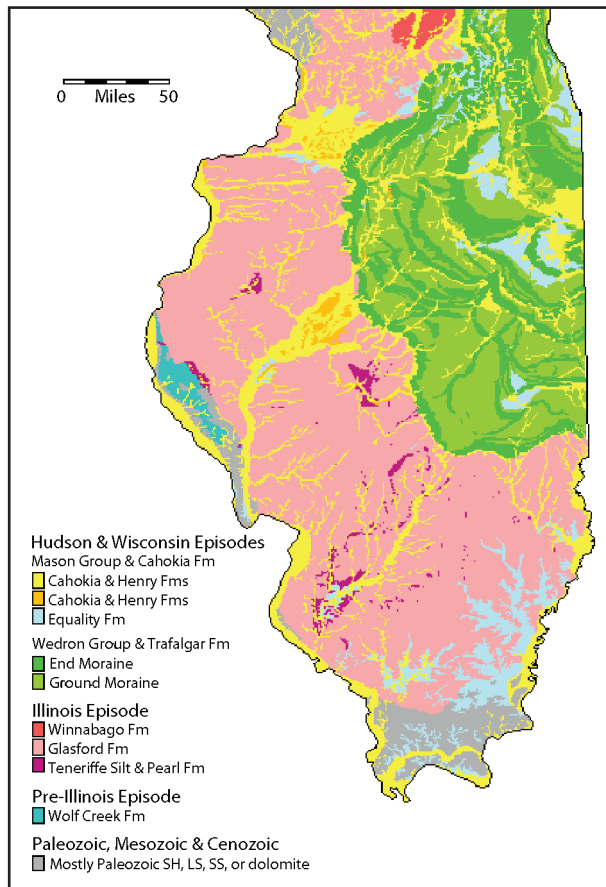 0 Miles 50
Hudson & Wisconsin Episodes
Mason Group & Cahokia Fm
Cahokia & Henry Fms
Cahokia & Henry Fms
Equality Fm
Wedron Group & Trafalgar Fm
End Moraine
Ground Moraine
Illinois Episode
Winnabago Fm
Glasford Fm
Teneriffe Silt & Pearl Fm
Pre-Illinois Episode
Wolf Creek Fm
Paleozoic, Mesozoic & Cenozoic
Mostly Paleozoic SH, LS, SS, or dolomite